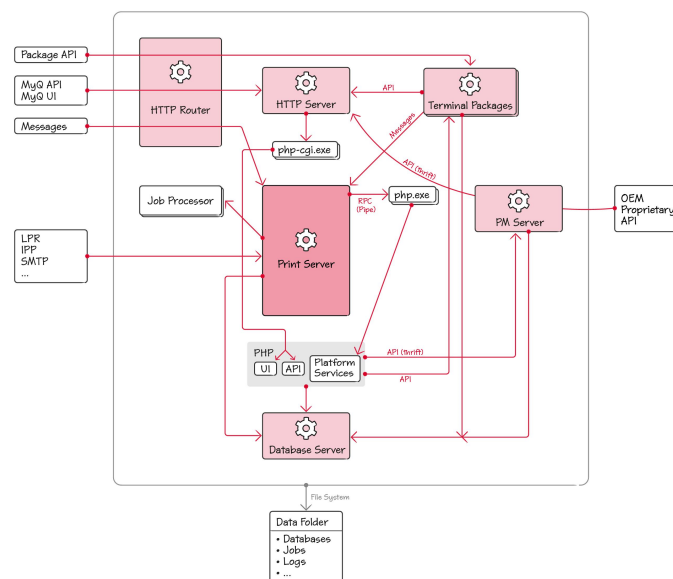 Package API
MyQ API
MyQ UI
Messages
HTTP Router
HTTP Server
API
Terminal Packages
Messages
php-cgi.exe
API (thrift)
Job Processor
RPC
(Pipe)
php.exe
PM Server
OEM
Proprietary
API
LPR
IPP
SMTP
...
Print Server
PHP
UI
API
Platform
Services
API (thrift)
API
Database Server
File System
Data Folder
• Databases
• Jobs
• Logs
• ...